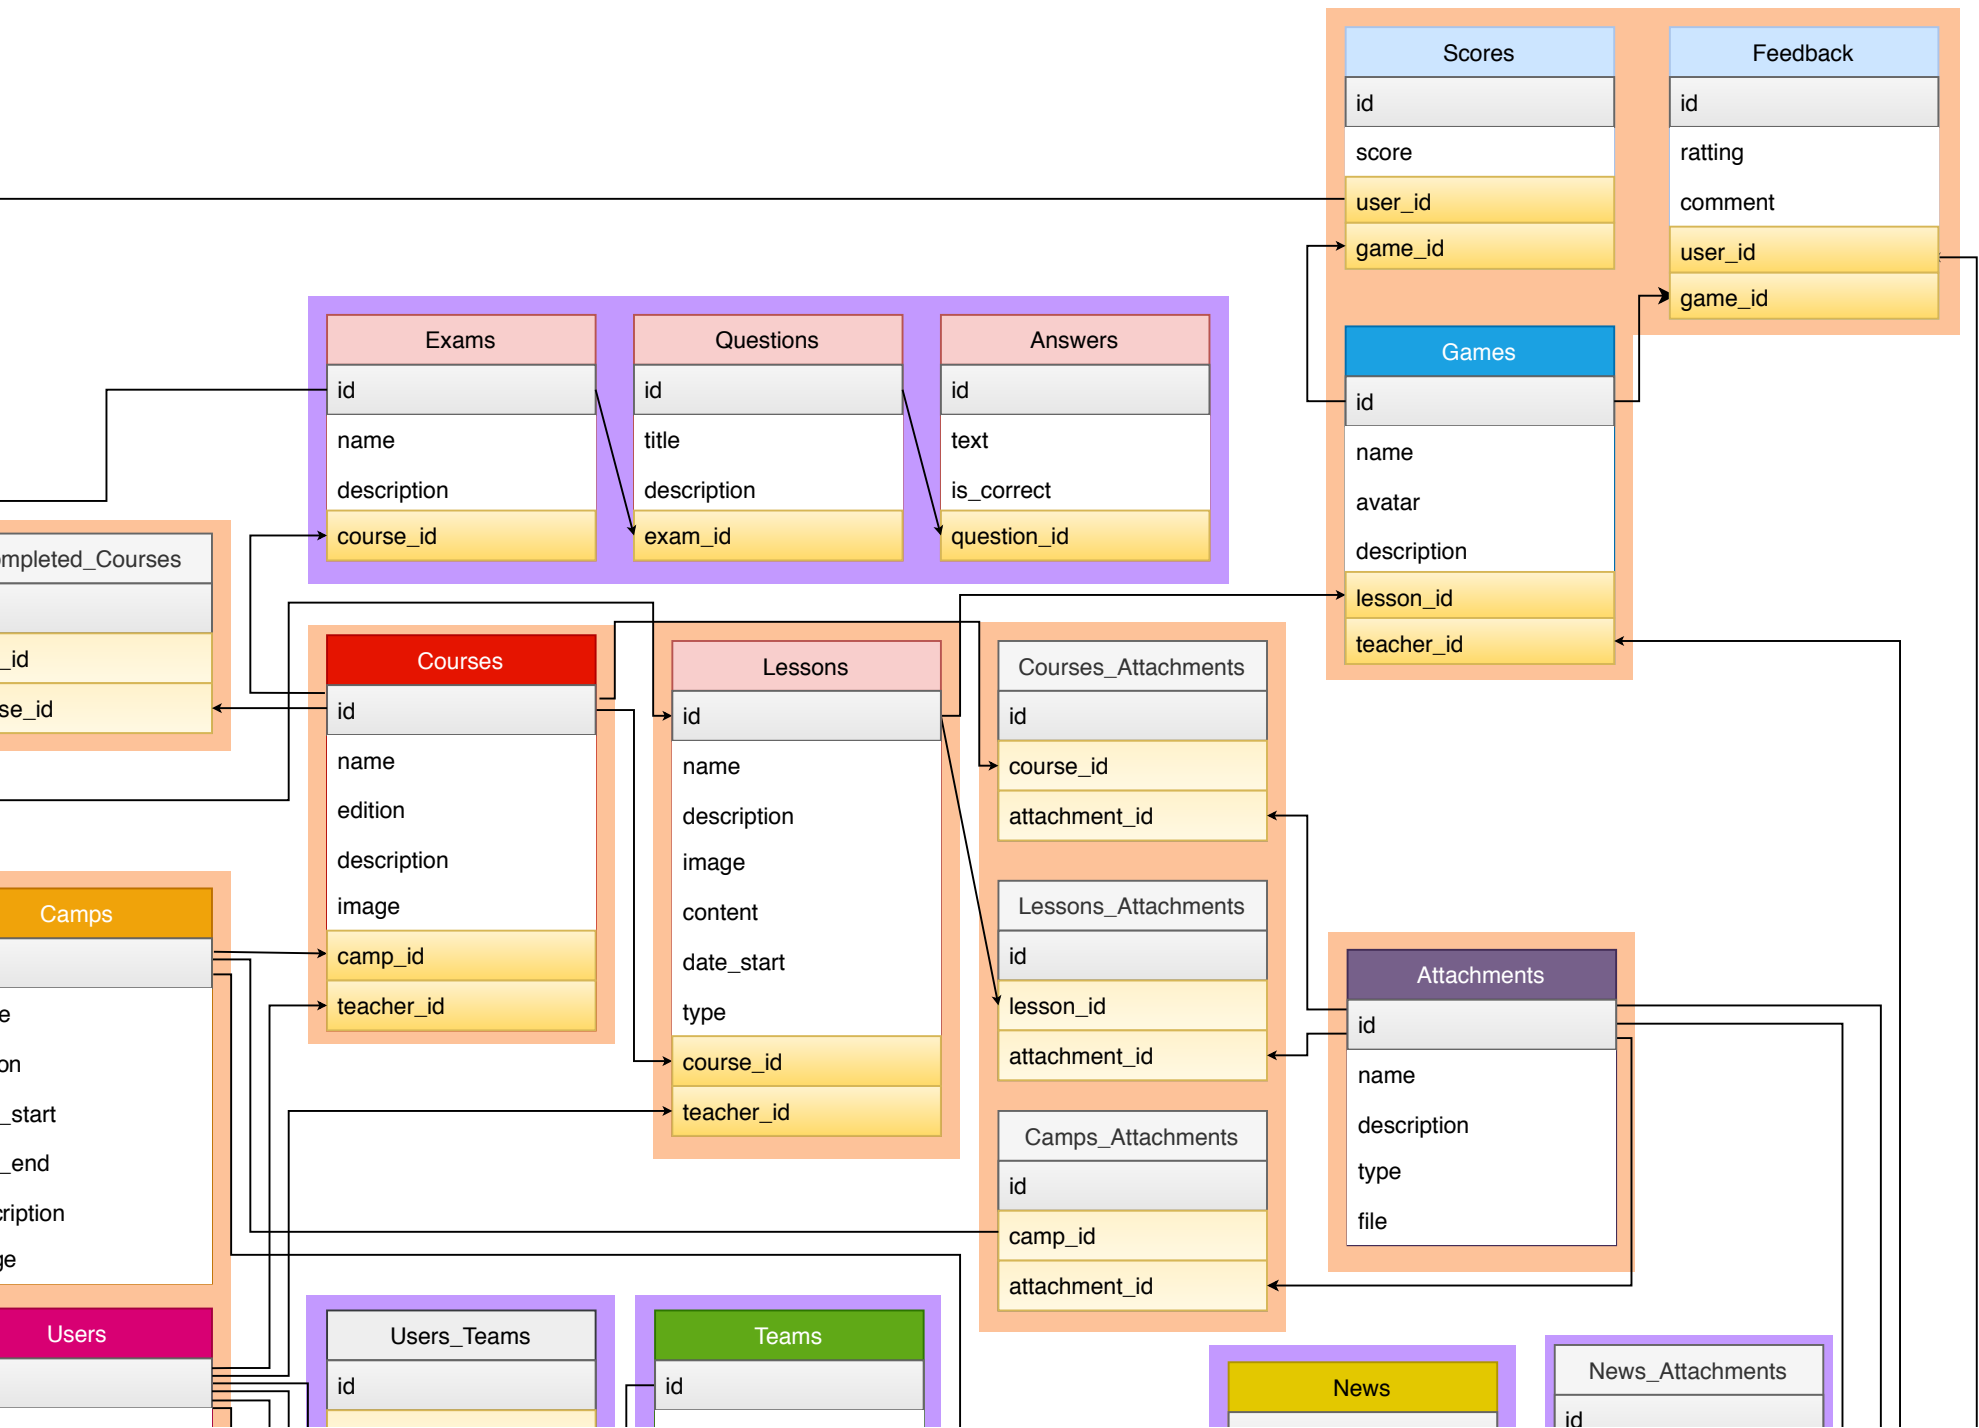 Scores
id
score
user_id
game_id
Feedback
id
ratting
comment
user_id
game_id
Exams
id
name
description
course_id
Questions
id
title
description
exam_id
Answers
id
text
is_correct
question_id
Games
id
name
avatar
description
lesson_id
teacher_id
mpleted_Courses
_id
se_id
Courses
id
name
edition
description
image
camp_id
teacher_id
Lessons
id
name
description
image
content
date_start
type
course_id
teacher_id
Courses_Attachments
id
course_id
attachment_id
Lessons_Attachments
id
lesson_id
attachment_id
Camps_Attachments
id
camp_id
attachment_id
Attachments
id
name
description
type
file
Camps
e
on
_start
_end
ription
ge
Users
Users_Teams
id
Teams
id
News
News_Attachments
id